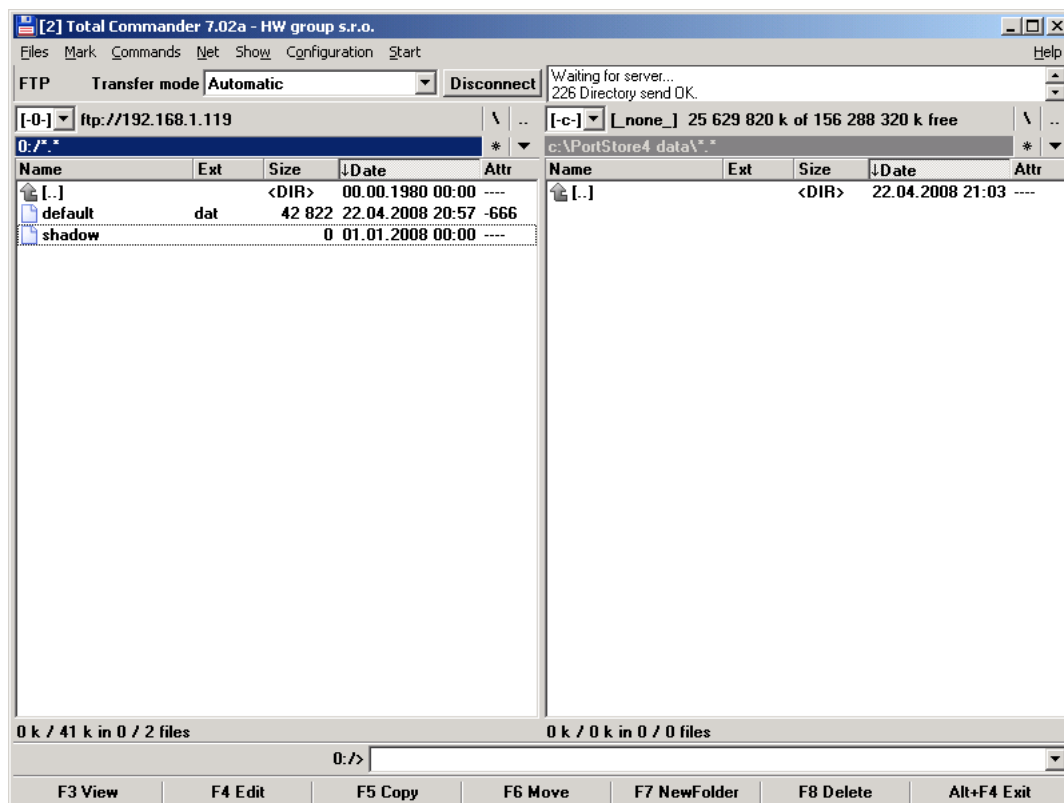 [2] Total Commander 7.02a - HW group s.r.o.
Files Mark Commands Net Show Configuration Start Help
FTP Transfer mode Automatic Disconnect
Waiting for server...
226 Directory send OK.
[-0-] ftp://192.168.1.119 \ ..
[-c-] [_none_] 25 629 820 k of 156 288 320 k free \ ..
0:/*.* *
c:\PortStore4 data\*.* *
Name Ext Size ↓Date Attr
[..] <DIR> 00.00.1980 00:00 ----
default dat 42 822 22.04.2008 20:57 -666
shadow 0 01.01.2008 00:00 ----
Name Ext Size ↓Date Attr
[..] <DIR> 22.04.2008 21:03 ----
0 k / 41 k in 0 / 2 files
0 k / 0 k in 0 / 0 files
0:/>
F3 View F4 Edit F5 Copy F6 Move F7 NewFolder F8 Delete Alt+F4 Exit